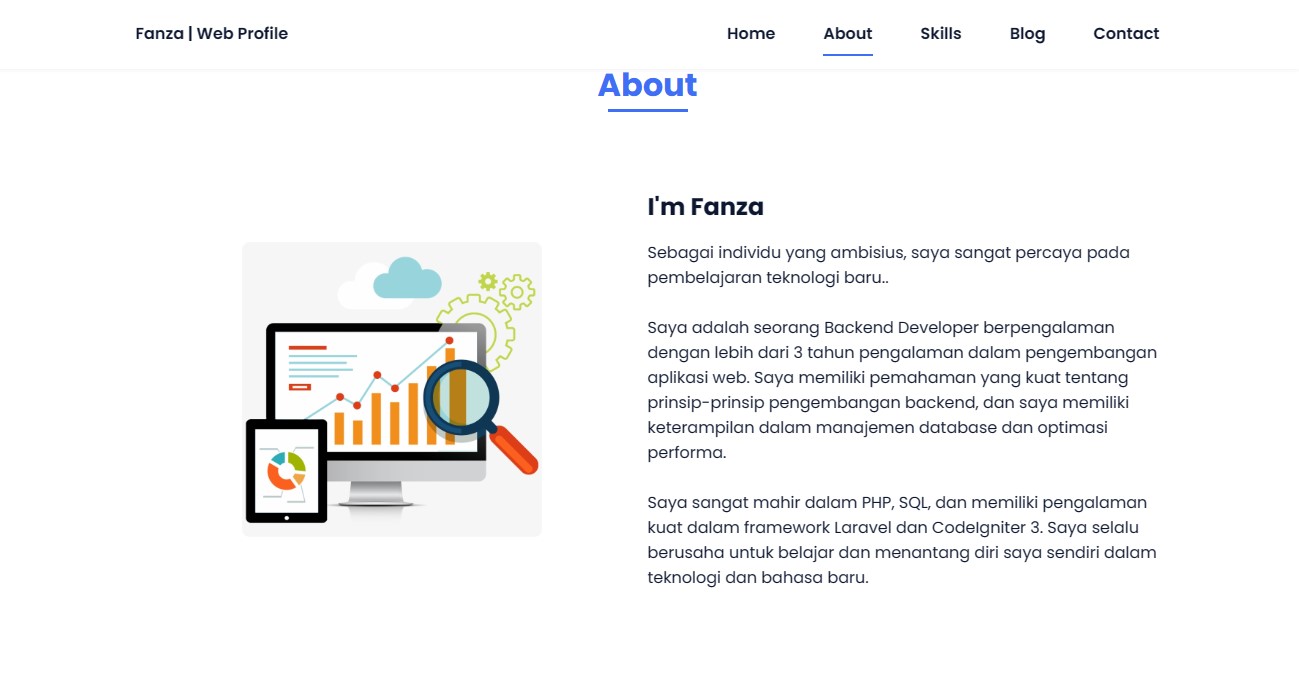 Fanza | Web Profile
Home About Skills Blog Contact
About
I'm Fanza
Sebagai individu yang ambisius, saya sangat percaya pada
pembelajaran teknologi baru..
Saya adalah seorang Backend Developer berpengalaman
dengan lebih dari 3 tahun pengalaman dalam pengembangan
aplikasi web. Saya memiliki pemahaman yang kuat tentang
prinsip-prinsip pengembangan backend, dan saya memiliki
keterampilan dalam manajemen database dan optimasi
performa.
Saya sangat mahir dalam PHP, SQL, dan memiliki pengalaman
kuat dalam framework Laravel dan CodeIgniter 3. Saya selalu
berusaha untuk belajar dan menantang diri saya sendiri dalam
teknologi dan bahasa baru.